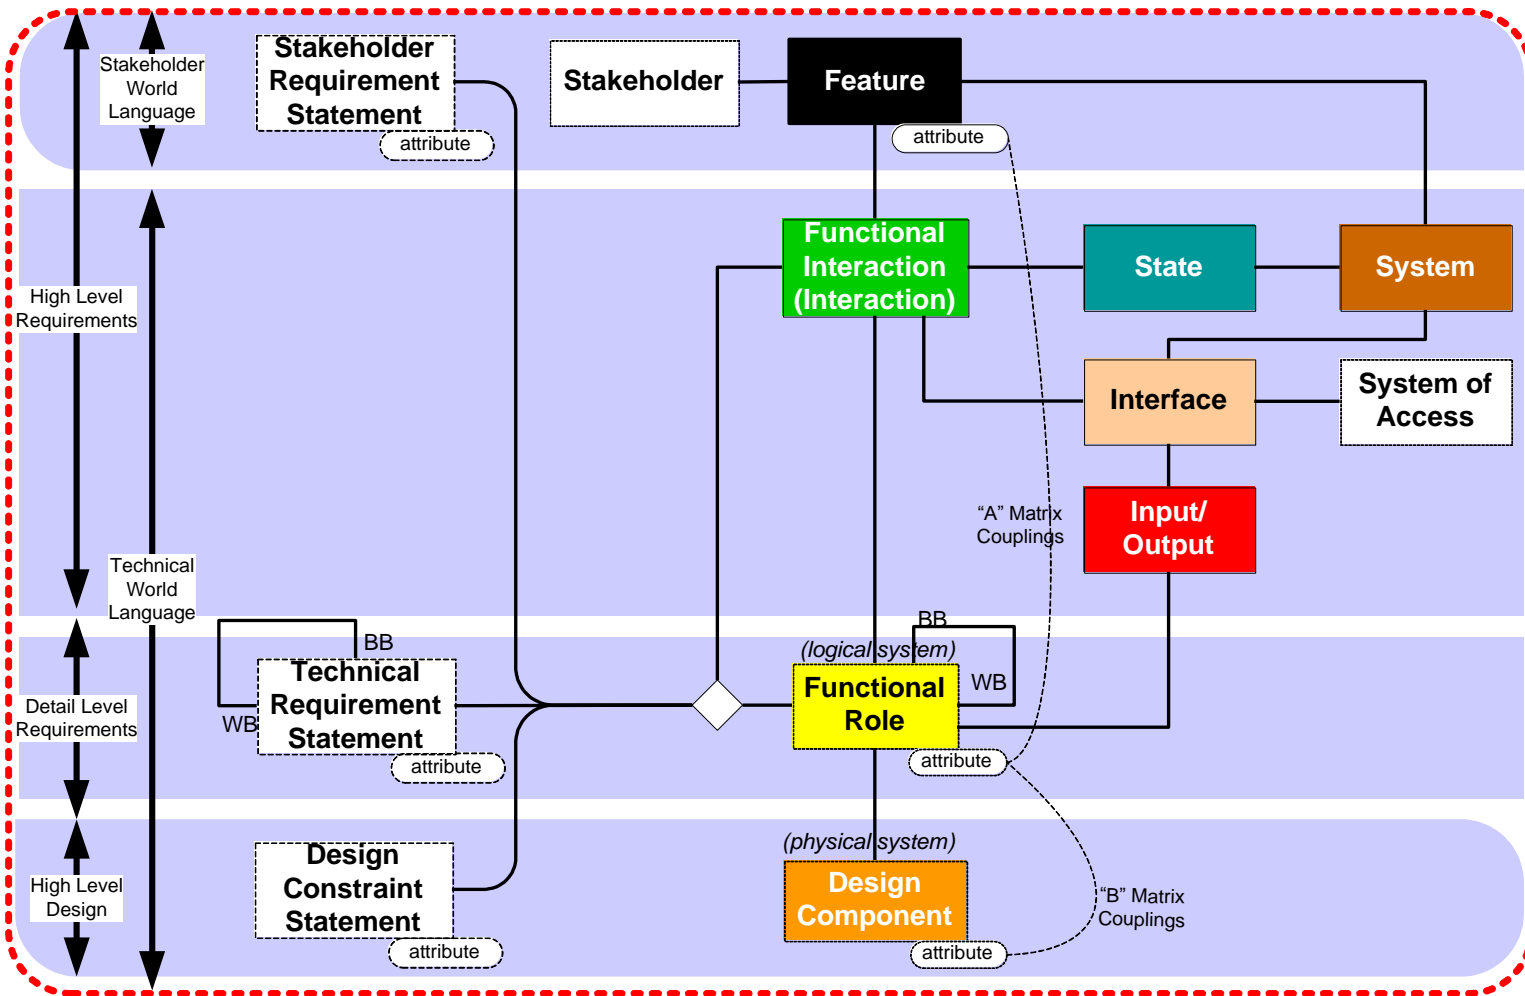 Stakeholder
World
Language
Stakeholder
Requirement
Statement
attribute
Stakeholder
Feature
attribute
High Level
Requirements
Technical
World
Language
Functional
Interaction
(Interaction)
State
System
Interface
System of
Access
“A” Matrix
Couplings
Input/
Output
Detail Level
Requirements
BB
WB
Technical
Requirement
Statement
attribute
BB
(logical system)
WB
Functional
Role
attribute
High Level
Design
Design
Constraint
Statement
attribute
(physical system)
Design
Component
attribute
“B” Matrix
Couplings